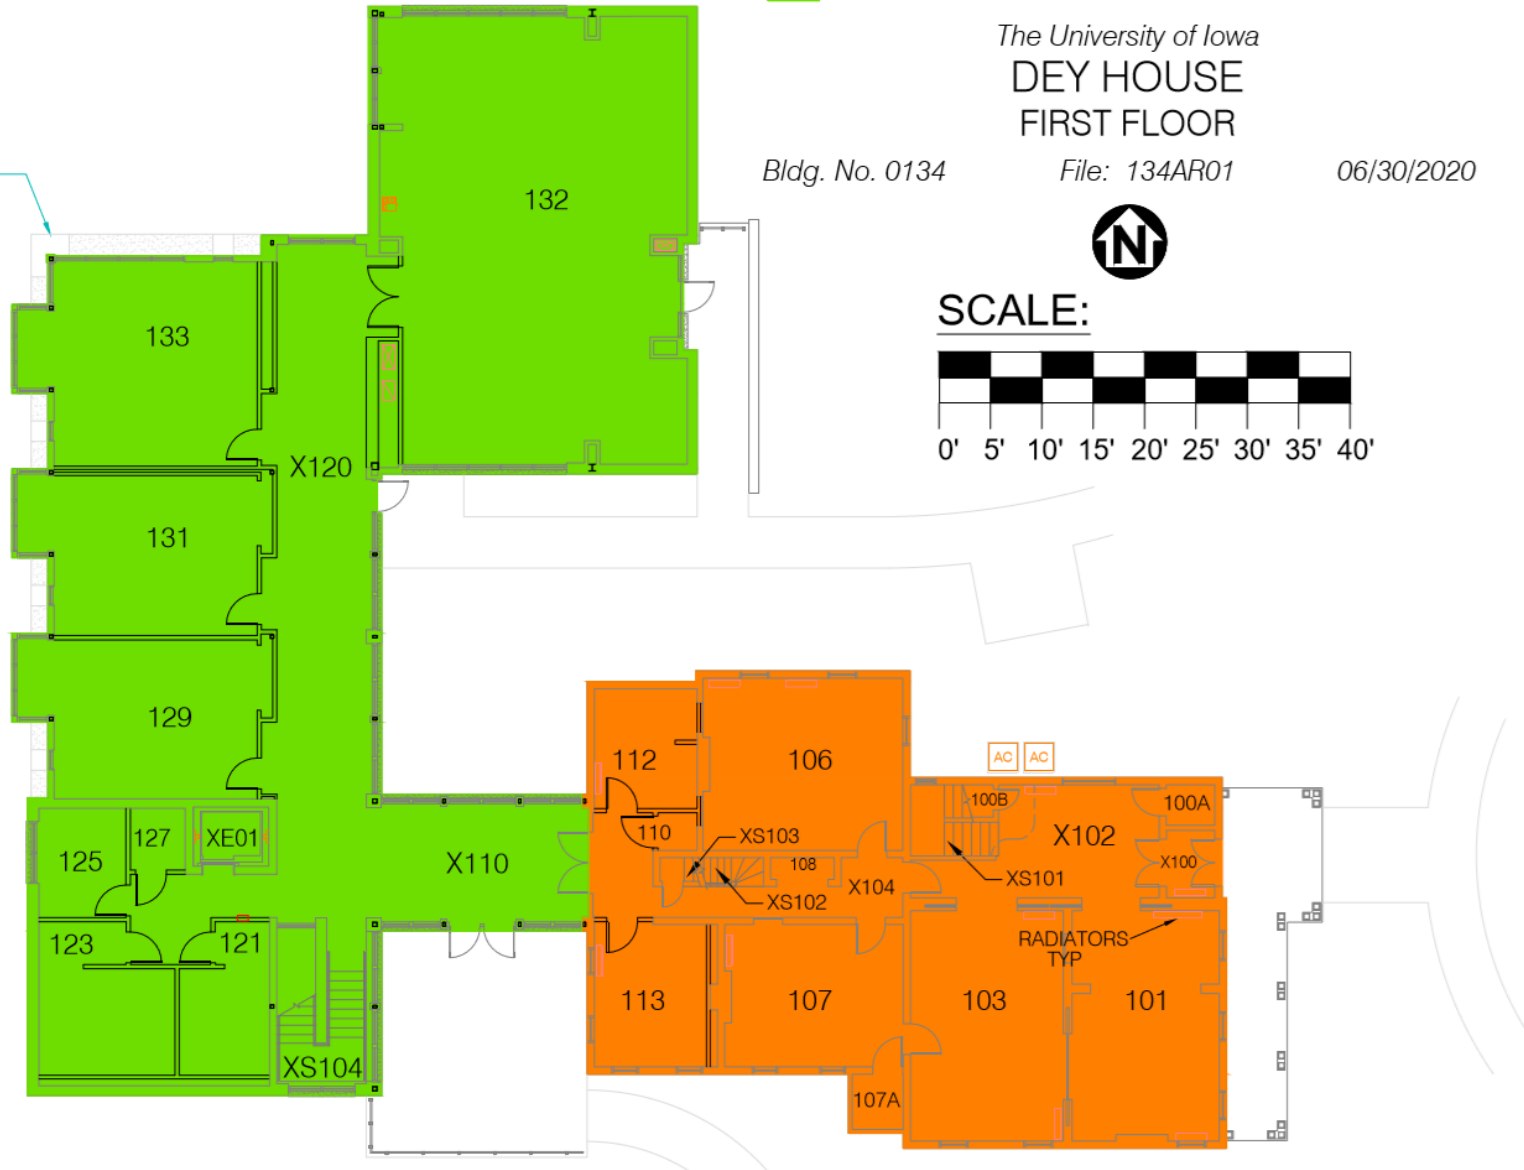 The University of Iowa
DEY HOUSE
FIRST FLOOR
Bldg. No. 0134 File: 134AR01 06/30/2020
N
SCALE:
0' 5' 10' 15' 20' 25' 30' 35' 40'
132
133
X120
131
129
127
XE01
125
X110
123
121
XS104
112
106
110
XS103
108
X104
XS102
AC AC
100B
100A
X102
X100
XS101
RADIATORS
TYP
113
107
103
101
107A